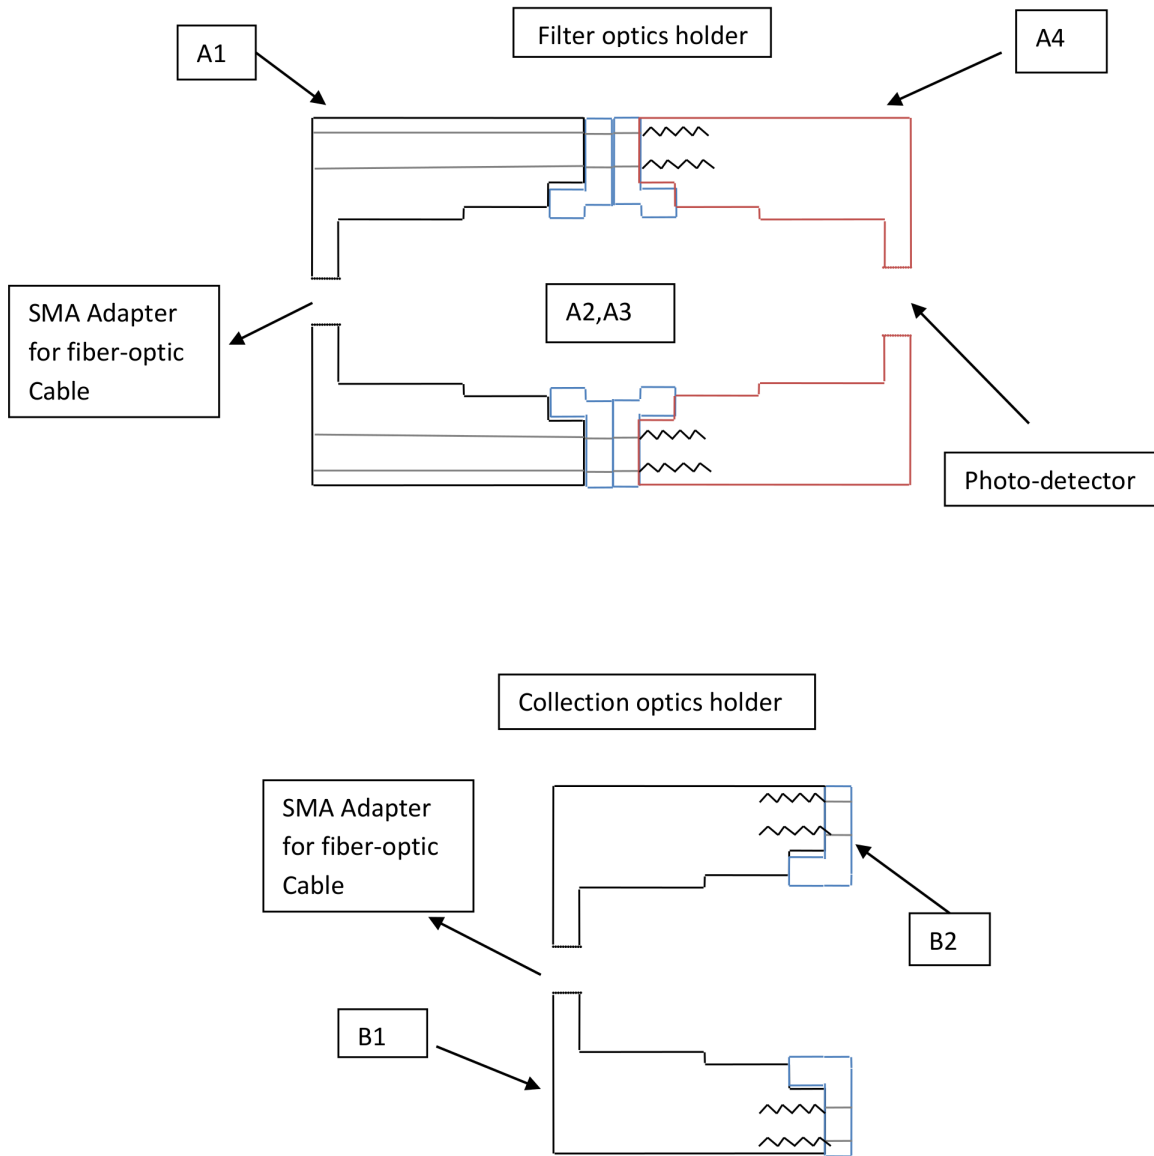 Filter optics holder
A1
A4
SMA Adapter
for fiber-optic
Cable
A2,A3
Photo-detector
Collection optics holder
SMA Adapter
for fiber-optic
Cable
B2
B1